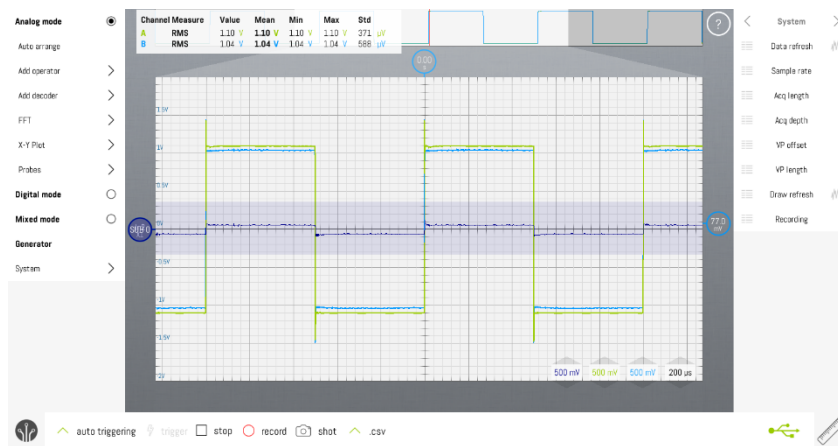 Analog mode
Auto arrange
Add operator
Add decoder
FFT
X-Y Plot
Probes
Digital mode
Mixed mode
Generator
System
Channel Measure Value Mean Min Max Std
A RMS 1.10 V 1.10 V 1.10 V 1.10 V 371 µV
B RMS 1.04 V 1.04 V 1.04 V 1.04 V 568 µV
?
0.00
1.5V
1V
0.5V
0V
-0.5V
-1V
-1.5V
-2V
77.0
mV
500 mV 500 mV 500 mV 200 us
System
Data refresh
Sample rate
Acq length
Acq depth
VP offset
VP length
Draw refresh
Recording
auto triggering trigger stop record shot .csv